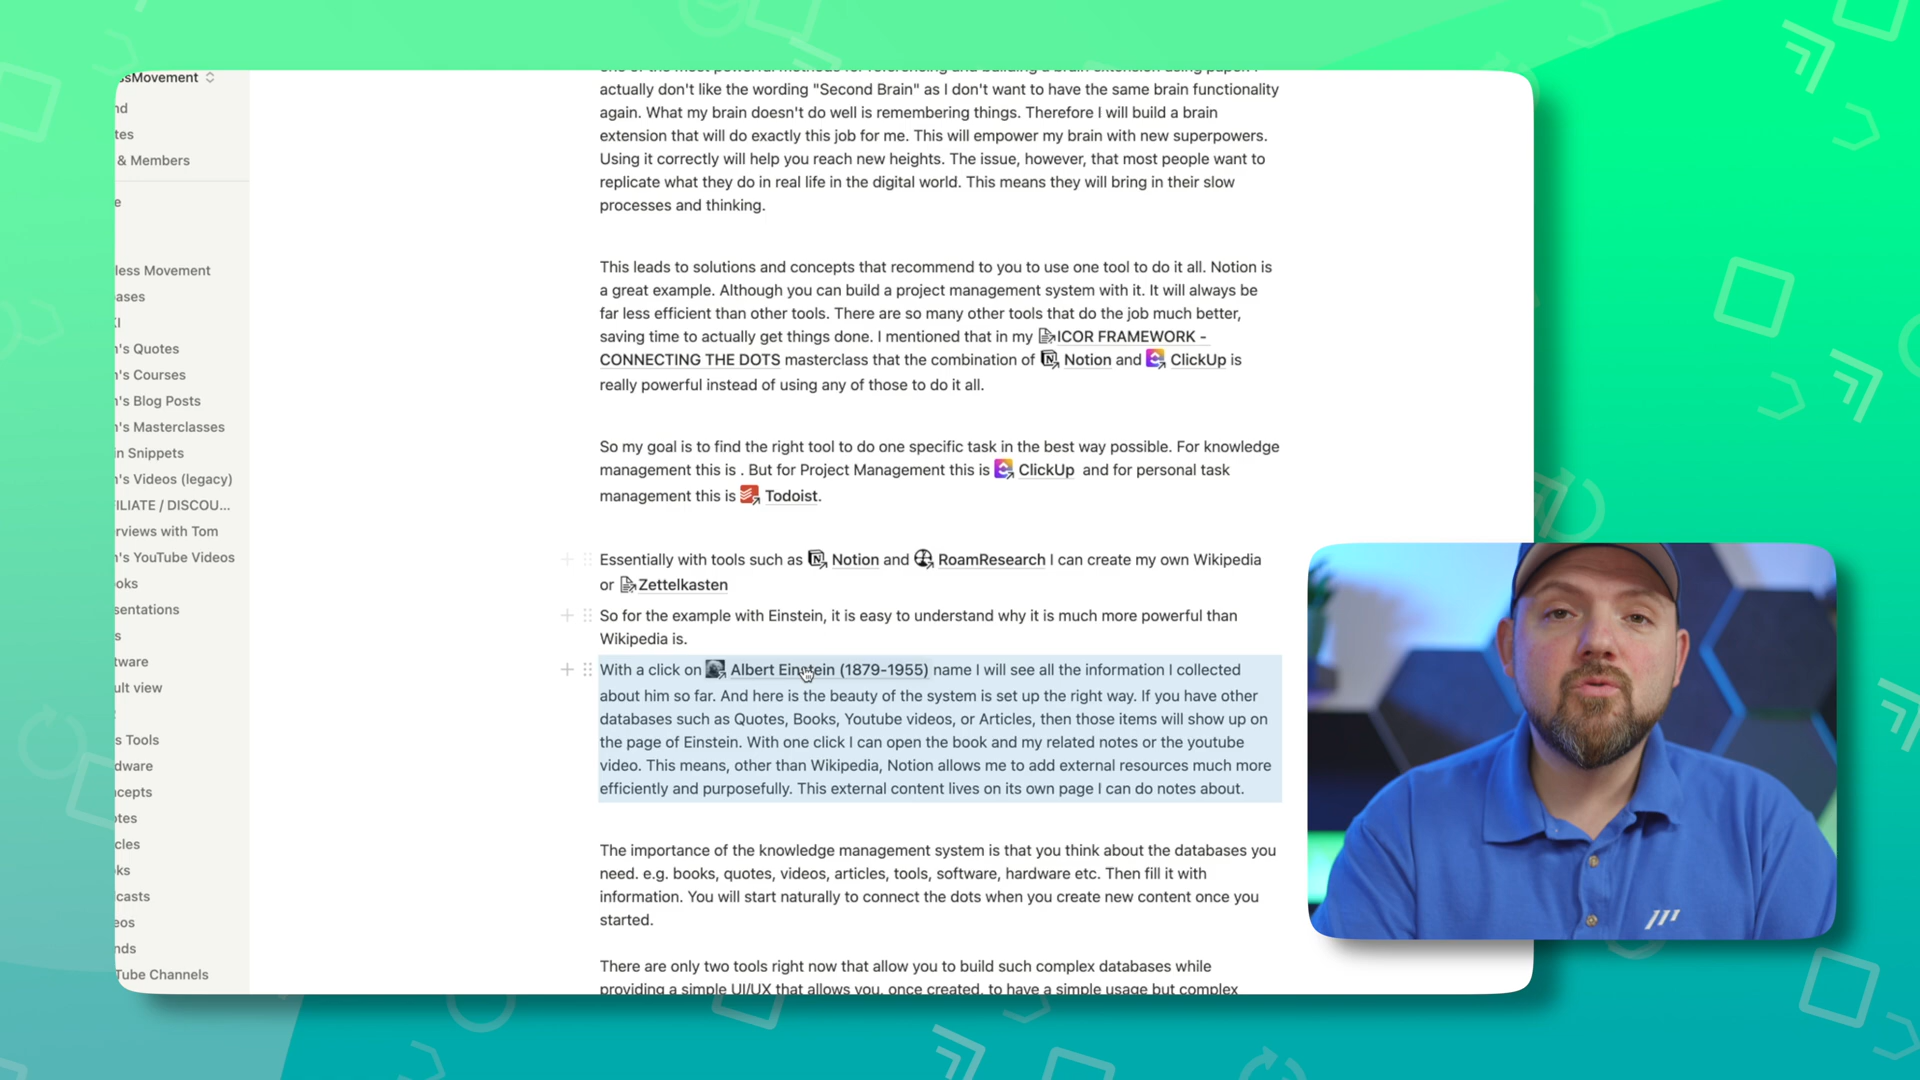 ssMovement
nd
tes
& Members
e
less Movement
ases
n's Quotes
n's Courses
n's Blog Posts
n's Masterclasses
in Snippets
n's Videos (legacy)
ILIATE / DISCOU...
rviews with Tom
n's YouTube Videos
oks
sentations
s
tware
ult view
s Tools
dware
ncepts
otes
cles
ks
casts
eos
nds
Tube Channels
actually don't like the wording "Second Brain" as I don't want to have the same brain functionality
again. What my brain doesn't do well is remembering things. Therefore I will build a brain
extension that will do exactly this job for me. This will empower my brain with new superpowers.
Using it correctly will help you reach new heights. The issue, however, that most people want to
replicate what they do in real life in the digital world. This means they will bring in their slow
processes and thinking.
This leads to solutions and concepts that recommend to you to use one tool to do it all. Notion is
a great example. Although you can build a project management system with it. It will always be
far less efficient than other tools. There are so many other tools that do the job much better,
saving time to actually get things done. I mentioned that in my ICOR FRAMEWORK -
CONNECTING THE DOTS masterclass that the combination of Notion and ClickUp is
really powerful instead of using any of those to do it all.
So my goal is to find the right tool to do one specific task in the best way possible. For knowledge
management this is . But for Project Management this is ClickUp and for personal task
management this is Todoist.
Essentially with tools such as Notion and RoamResearch I can create my own Wikipedia
or Zettelkasten
So for the example with Einstein, it is easy to understand why it is much more powerful than
Wikipedia is.
With a click on Albert Einstein (1879-1955) name I will see all the information I collected
about him so far. And here is the beauty of the system is set up the right way. If you have other
databases such as Quotes, Books, Youtube videos, or Articles, then those items will show up on
the page of Einstein. With one click I can open the book and my related notes or the youtube
video. This means, other than Wikipedia, Notion allows me to add external resources much more
efficiently and purposefully. This external content lives on its own page I can do notes about.
The importance of the knowledge management system is that you think about the databases you
need. e.g. books, quotes, videos, articles, tools, software, hardware etc. Then fill it with
information. You will start naturally to connect the dots when you create new content once you
started.
There are only two tools right now that allow you to build such complex databases while
providing a simple UI/UX that allows you, once created, to have a simple usage but complex